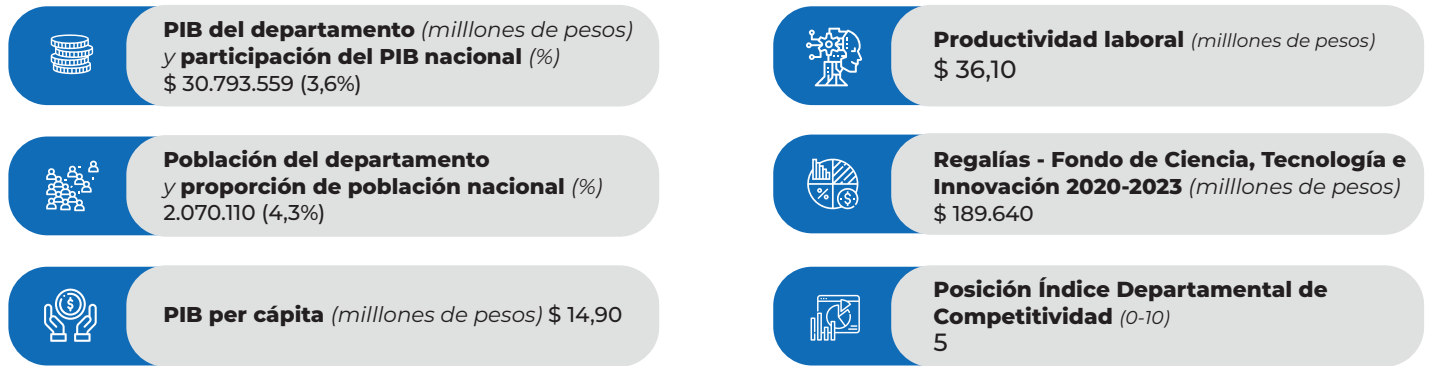 PIB del departamento (milllones de pesos)
y participación del PIB nacional (%)
$ 30.793.559 (3,6%)
Población del departamento
y proporción de población nacional (%)
2.070.110 (4,3%)
PIB per cápita (milllones de pesos) $ 14,90
Productividad laboral (milllones de pesos)
$ 36,10
Regalías - Fondo de Ciencia, Tecnología e
Innovación 2020-2023 (milllones de pesos)
$ 189.640
Posición Índice Departamental de
Competitividad (0-10)
5